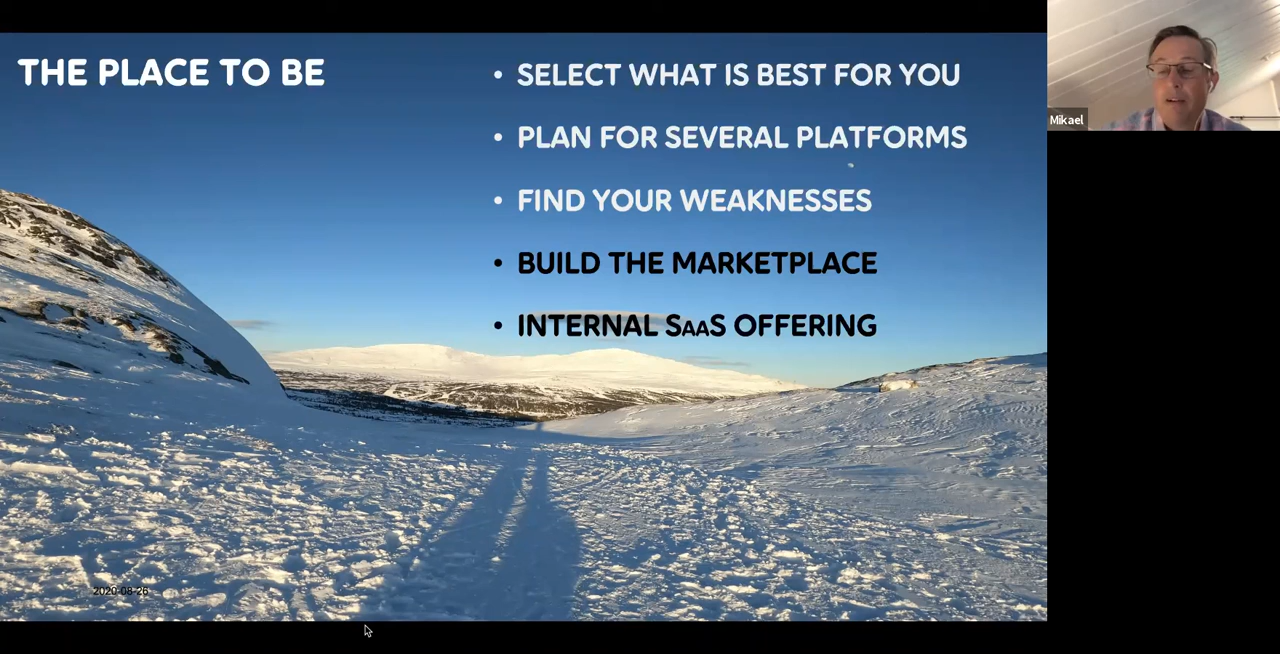 THE PLACE TO BE
• SELECT WHAT IS BEST FOR YOU
• PLAN FOR SEVERAL PLATFORMS
• FIND YOUR WEAKNESSES
• BUILD THE MARKETPLACE
• INTERNAL SAAS OFFERING
2020-08-26
Mikael